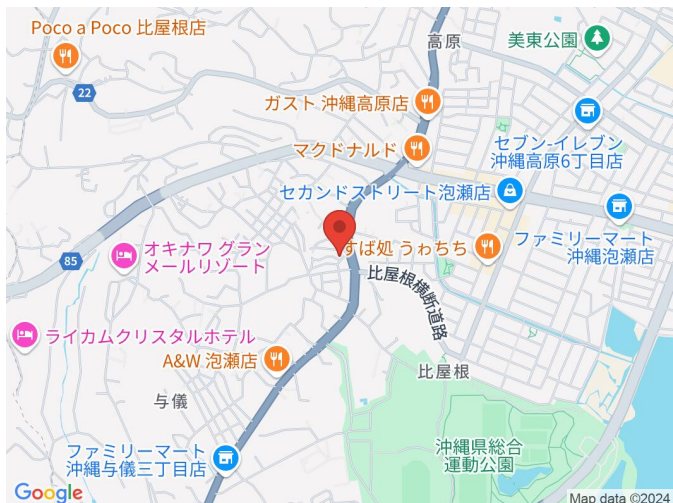 Poco a Poco 比屋根店
高原
美東公園
22
ガスト 沖縄高原店
マクドナルド
セブン-イレブン
沖縄高原6丁目店
セカンドストリート泡瀬店
すば処 うゎちち
ファミリーマート
沖縄泡瀬店
85
オキナワ グラン
メールリゾート
比屋根横断道路
ライカムクリスタルホテル
A&W 泡瀬店
比屋根
与儀
沖縄県総合
運動公園
ファミリーマート
沖縄与儀三丁目店
Google
Map data ©2024